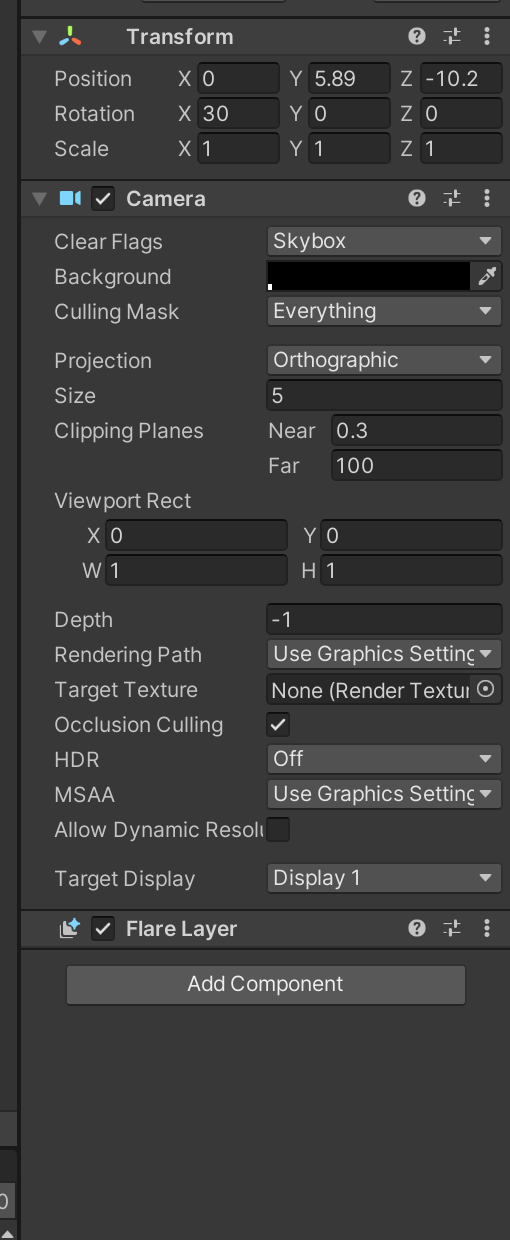 Transform
Position X 0 Y 5.89 Z -10.2
Rotation X 30 Y 0 Z 0
Scale X 1 Y 1 Z 1
Camera
Clear Flags Skybox
Background
Culling Mask Everything
Projection Orthographic
Size 5
Clipping Planes Near 0.3
Far 100
Viewport Rect
X 0 Y 0
W 1 H 1
Depth -1
Rendering Path Use Graphics Setting
Target Texture None (Render Textur
Occlusion Culling
HDR Off
MSAA Use Graphics Setting
Allow Dynamic Resolu
Target Display Display 1
Flare Layer
Add Component
0